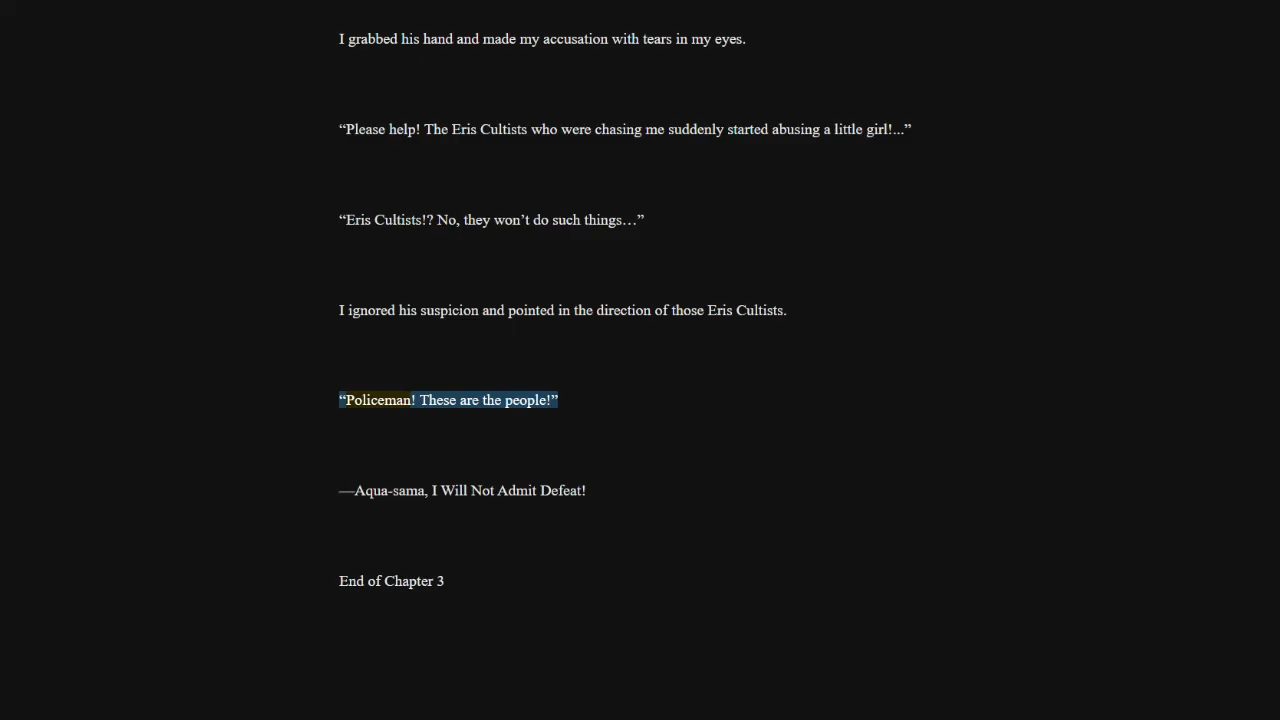 I grabbed his hand and made my accusation with tears in my eyes.
“Please help! The Eris Cultists who were chasing me suddenly started abusing a little girl!...”
“Eris Cultists!? No, they won’t do such things…”
I ignored his suspicion and pointed in the direction of those Eris Cultists.
“Policeman! These are the people!”
—Aqua-sama, I Will Not Admit Defeat!
End of Chapter 3